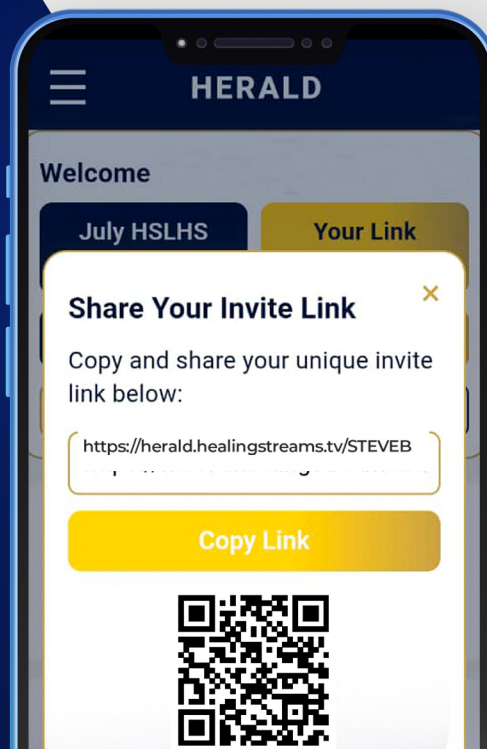 HERALD
Welcome
July HSLHS
Your Link
Share Your Invite Link
×
Copy and share your unique invite
link below:
https://herald.healingstreams.tv/STEVEB
Copy Link